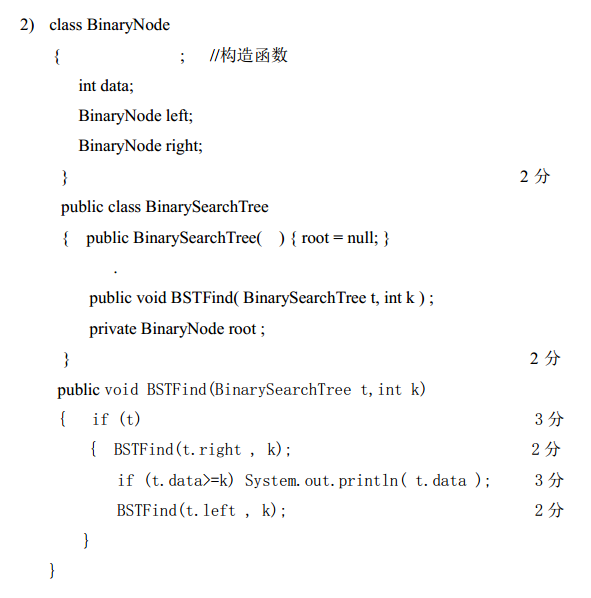 2) class BinaryNode
{ ; //构造函数
int data;
BinaryNode left;
BinaryNode right;
} 2 分
public class BinarySearchTree
{ public BinarySearchTree( ) { root = null; }
.
public void BSTFind( BinarySearchTree t, int k ) ;
private BinaryNode root ;
} 2 分
public void BSTFind(BinarySearchTree t,int k)
{ if (t) 3 分
{ BSTFind(t.right , k); 2 分
if (t.data>=k) System.out.println( t.data ); 3 分
BSTFind(t.left , k); 2 分
}
}